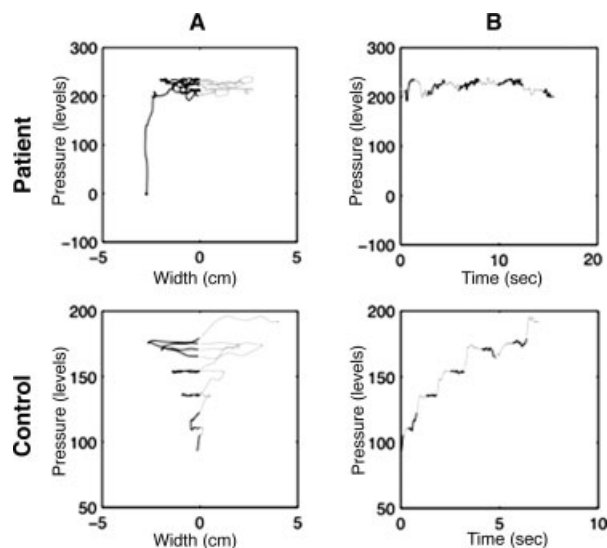 A
B
Patient
Pressure (levels)
300
200
100
0
−100
−5
0
5
Width (cm)
Pressure (levels)
300
200
100
0
−100
0
10
20
Time (sec)
Control
Pressure (levels)
200
150
100
50
−5
0
5
Width (cm)
Pressure (levels)
200
150
100
50
0
5
10
Time (sec)